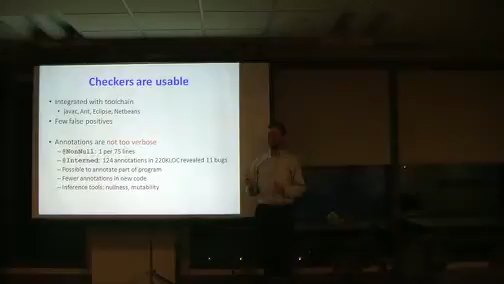 Checkers are usable
• Integrated with toolchain
• javac, Ant, Eclipse, Netbeans
• Few false positives
• Annotations are not too verbose
– @NonNull: 1 per 75 lines
– @Interned: 124 annotations in 220KLOC revealed 11 bugs
– Possible to annotate part of program
– Fewer annotations in new code
– Inference tools: nullness, mutability